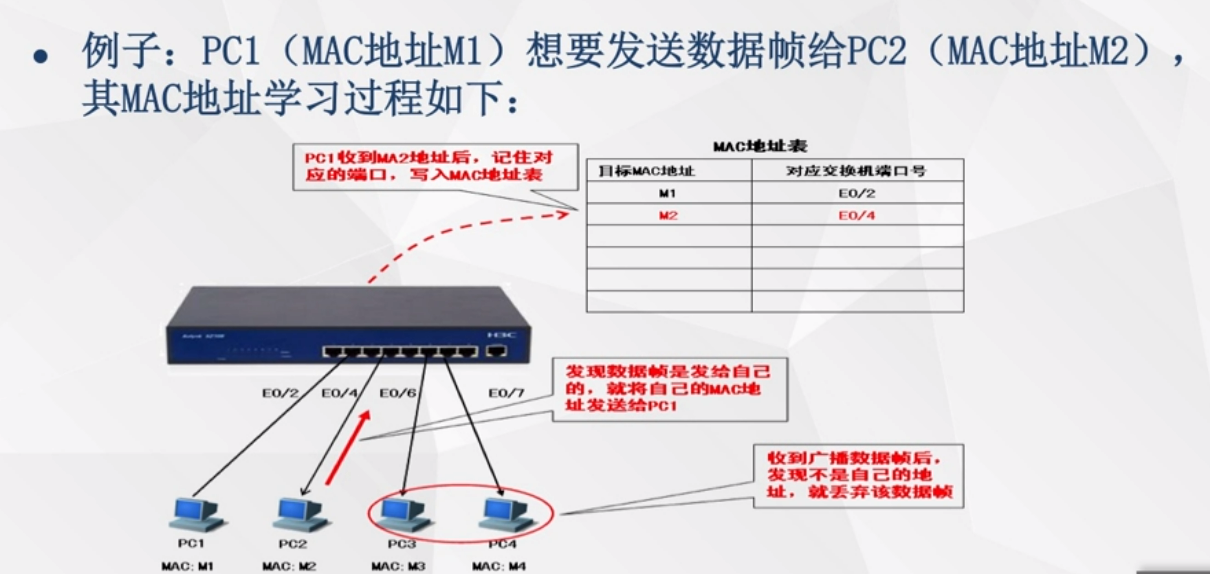 • 例子：PC1（MAC地址M1）想要发送数据帧给PC2（MAC地址M2），
其MAC地址学习过程如下：
PC1收到MA2地址后，记住对
应的端口，写入MAC地址表
MAC地址表
目标MAC地址 对应交换机端口号
M1 E0/2
M2 E0/4
H3C
E0/2 E0/4 E0/6 E0/7
发现数据帧是发给自己
的，就将自己的MAC地
址发送给PC1
收到广播数据帧后，
发现不是自己的地
址，就丢弃该数据帧
PC1 PC2 PC3 PC4
MAC: M1 MAC: M2 MAC: M3 MAC: M4